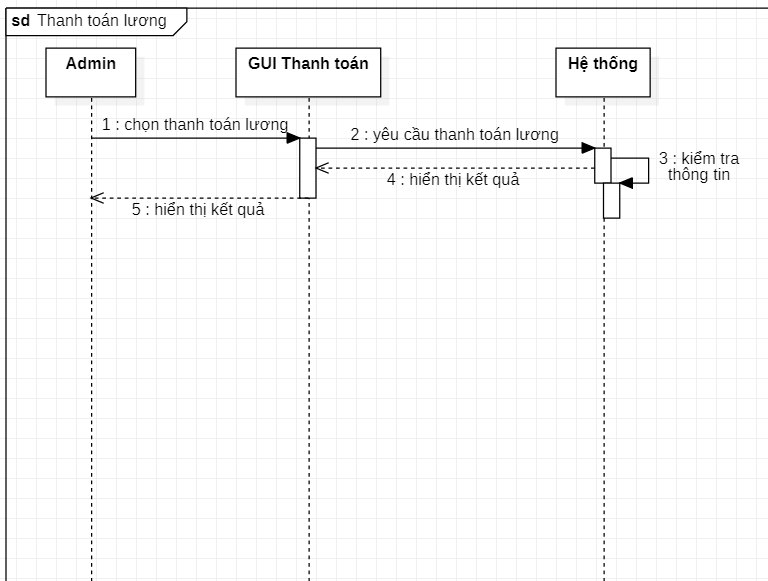 sd Thanh toán lương
Admin
GUI Thanh toán
Hệ thống
1 : chọn thanh toán lương
2 : yêu cầu thanh toán lương
3 : kiểm tra
thông tin
4 : hiển thị kết quả
5 : hiển thị kết quả